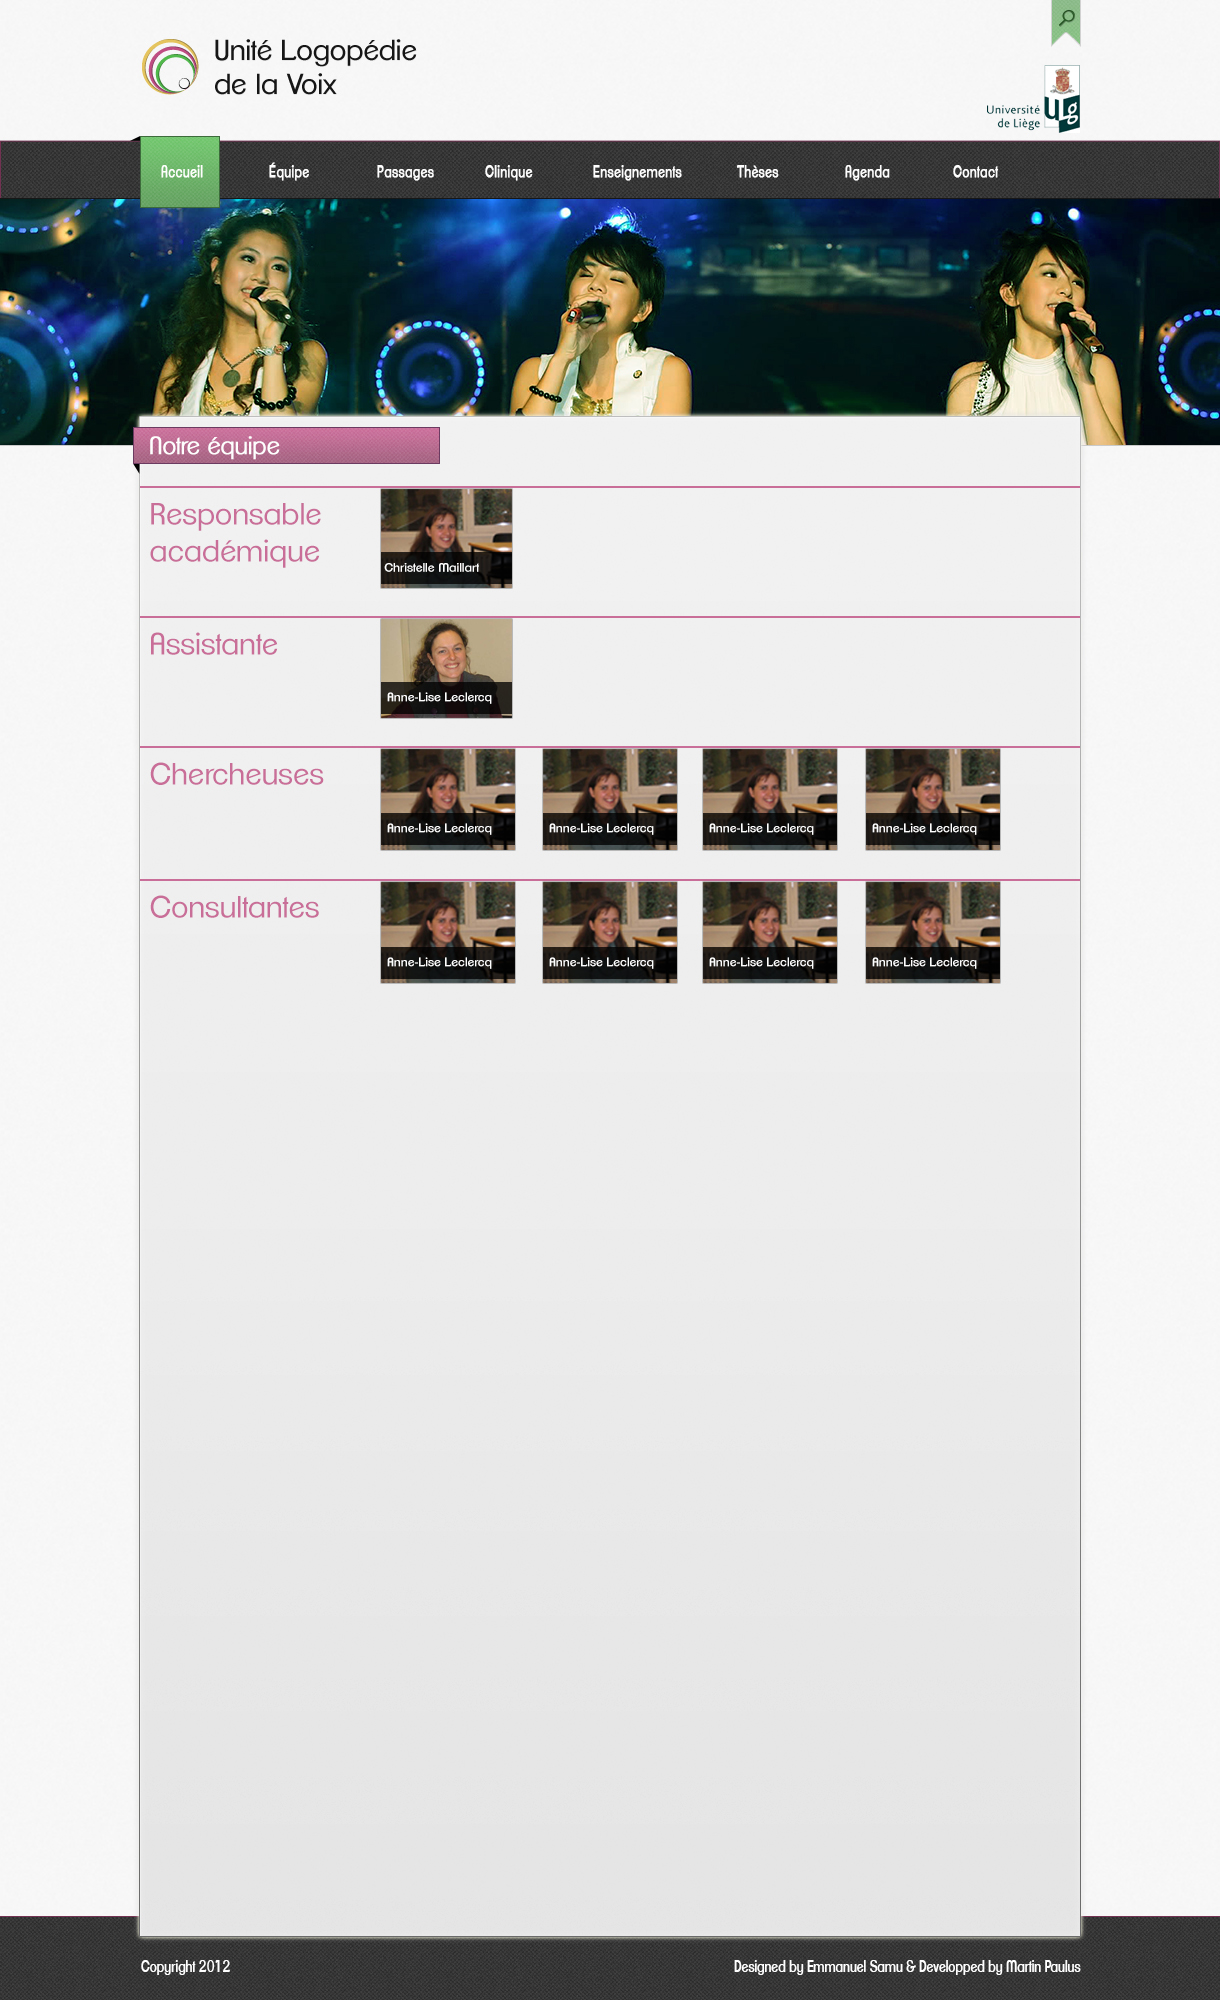 Unité Logopédie
de la Voix
Université
de Liège
ULg
Accueil
Équipe
Passages
Clinique
Enseignements
Thèses
Agenda
Contact
Notre équipe
Responsable
académique
Christelle Maillart
Assistante
Anne-Lise Leclercq
Chercheuses
Anne-Lise Leclercq
Anne-Lise Leclercq
Anne-Lise Leclercq
Anne-Lise Leclercq
Consultantes
Anne-Lise Leclercq
Anne-Lise Leclercq
Anne-Lise Leclercq
Anne-Lise Leclercq
Copyright 2012
Designed by Emmanuel Samu & Developped by Martin Paulus